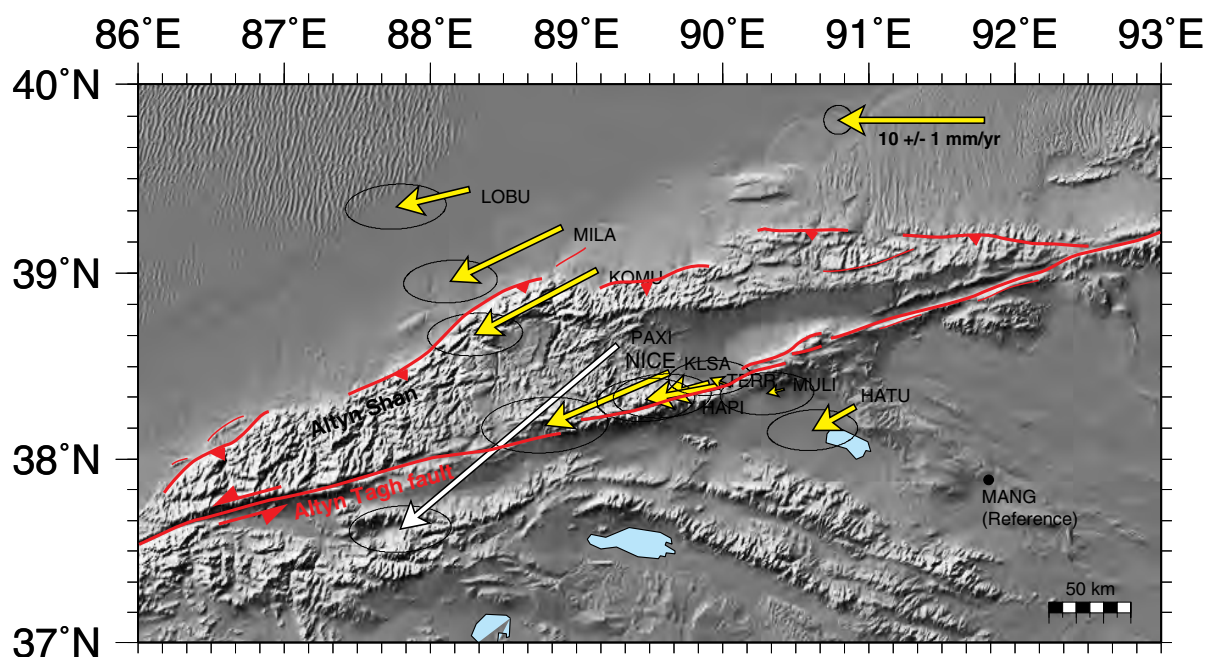 86˚E 87˚E 88˚E 89˚E 90˚E 91˚E 92˚E 93˚E
40˚N
10 +/- 1 mm/yr
LOBU
MILA
39˚N
KOMU
PAXI
NICE
KLSA
TERR
MULI
HATU
HAPI
Altyn Shan
38˚N
Altyn Tagh fault
MANG
(Reference)
50 km
37˚N